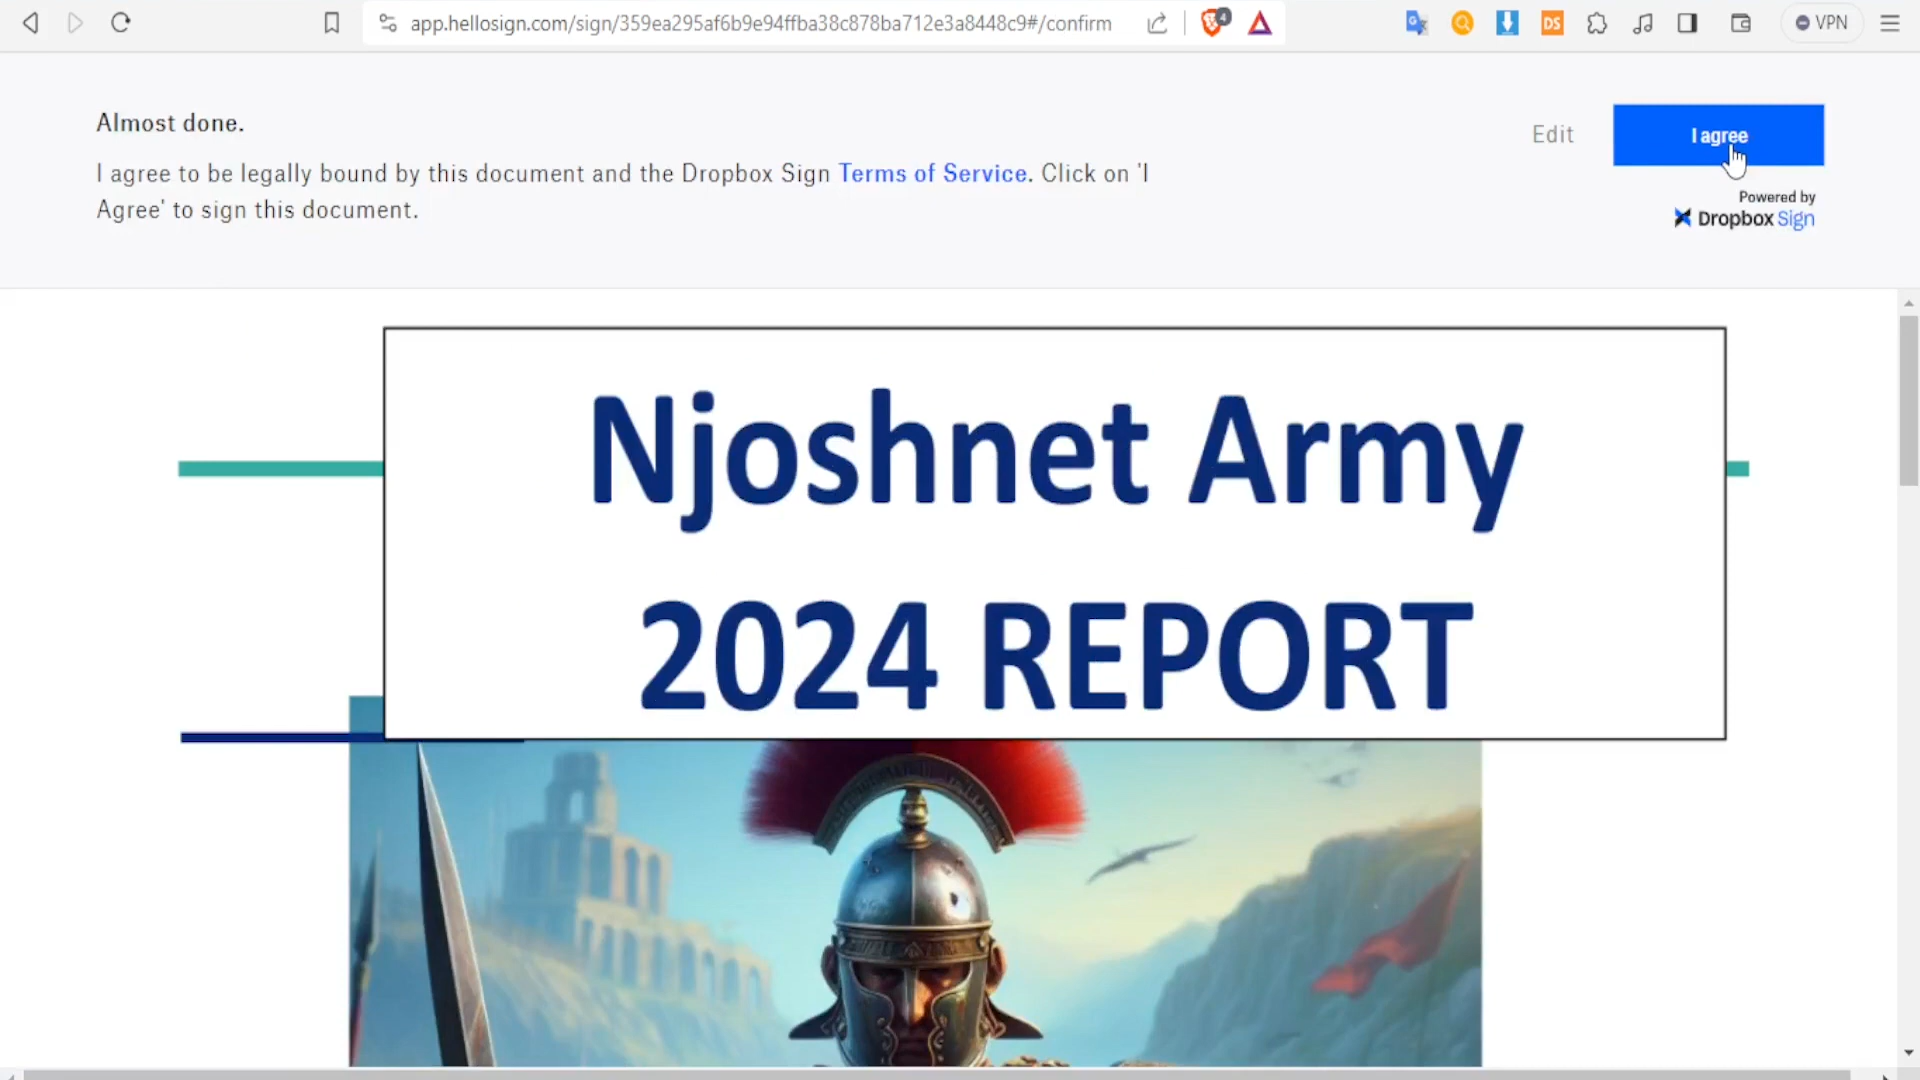 app.hellosign.com/sign/359ea295af6b9e94ffba38c878ba712e3a8448c9#/confirm
4
DS
VPN
Almost done.
I agree to be legally bound by this document and the Dropbox Sign Terms of Service. Click on 'I
Agree' to sign this document.
Edit
I agree
Powered by
Dropbox Sign
Njoshnet Army
2024 REPORT